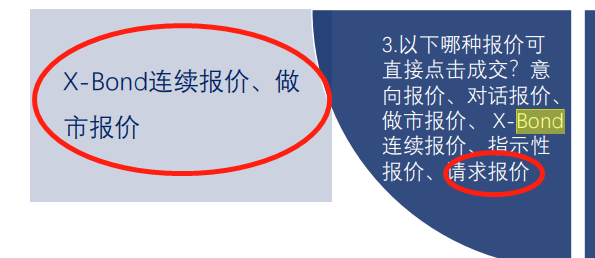 X-Bond连续报价、做
市报价
3.以下哪种报价可
直接点击成交？意
向报价、对话报价、
做市报价、 X-Bond
连续报价、指示性
报价、请求报价